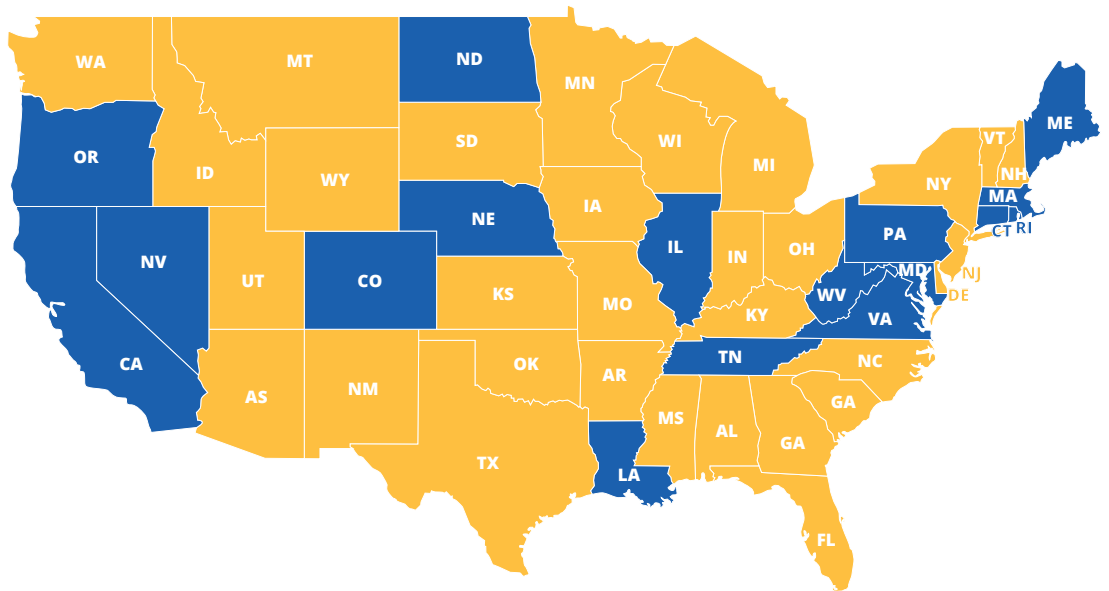 WA
MT
ND
MN
OR
ID
WY
SD
WI
MI
NY
VT
NH
ME
MA
CT
RI
NV
UT
CO
NE
IA
IL
IN
OH
PA
NJ
MD
DE
CA
KS
MO
KY
WV
VA
AS
NM
OK
AR
TN
NC
GA
TX
LA
MS
AL
GA
FL